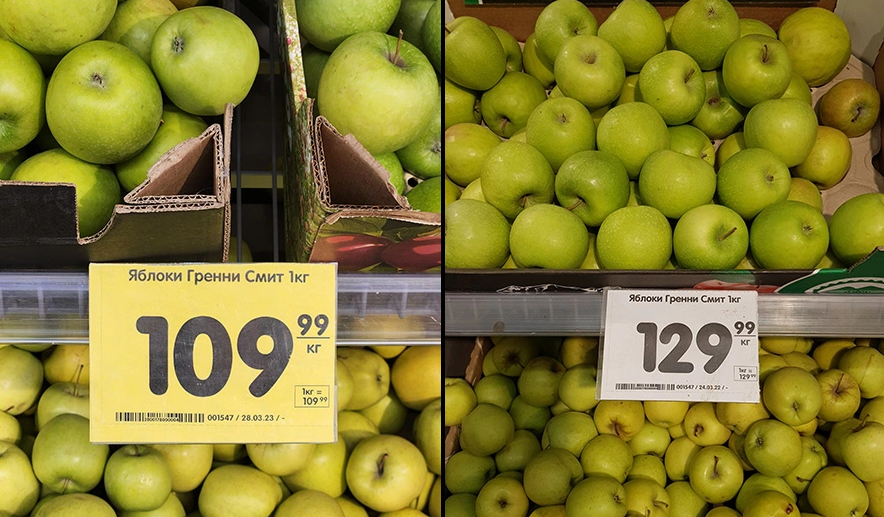 Яблоки Гренни Смит 1кг
109 99
кг
1кг =
109 99
001547 / 28.03.23 / -
Яблоки Гренни Смит 1кг
129 99
кг
1кг =
129 99
001547 / 24.03.22 / -